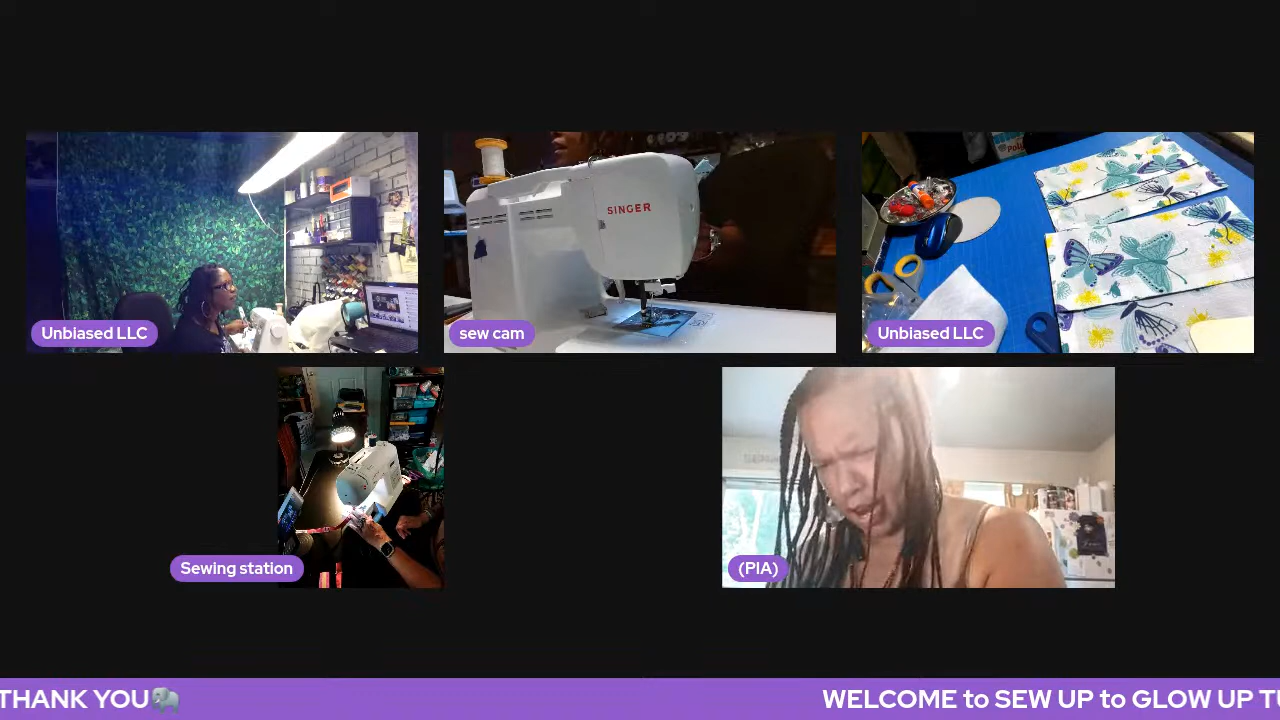 Unbiased LLC
SINGER
sew cam
Unbiased LLC
Sewing station
(PIA)
THANK YOU🐘
WELCOME to SEW UP to GLOW UP TU